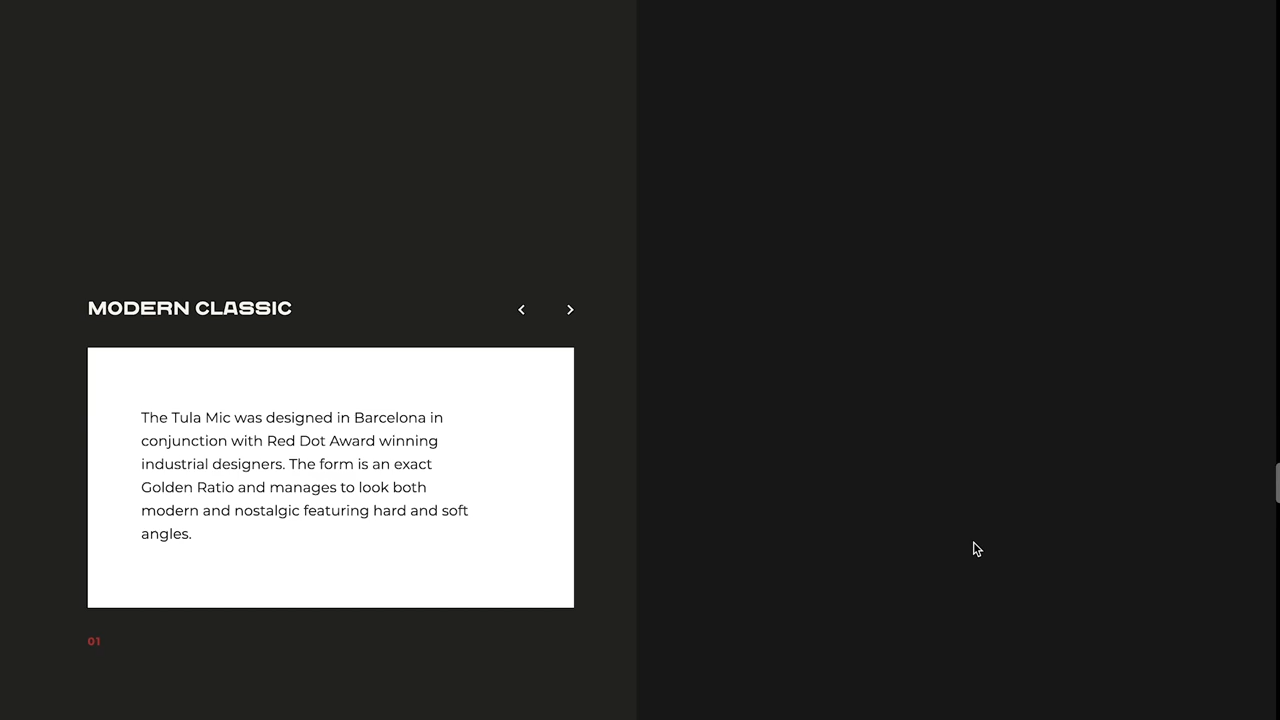 MODERN CLASSIC
The Tula Mic was designed in Barcelona in
conjunction with Red Dot Award winning
industrial designers. The form is an exact
Golden Ratio and manages to look both
modern and nostalgic featuring hard and soft
angles.
01